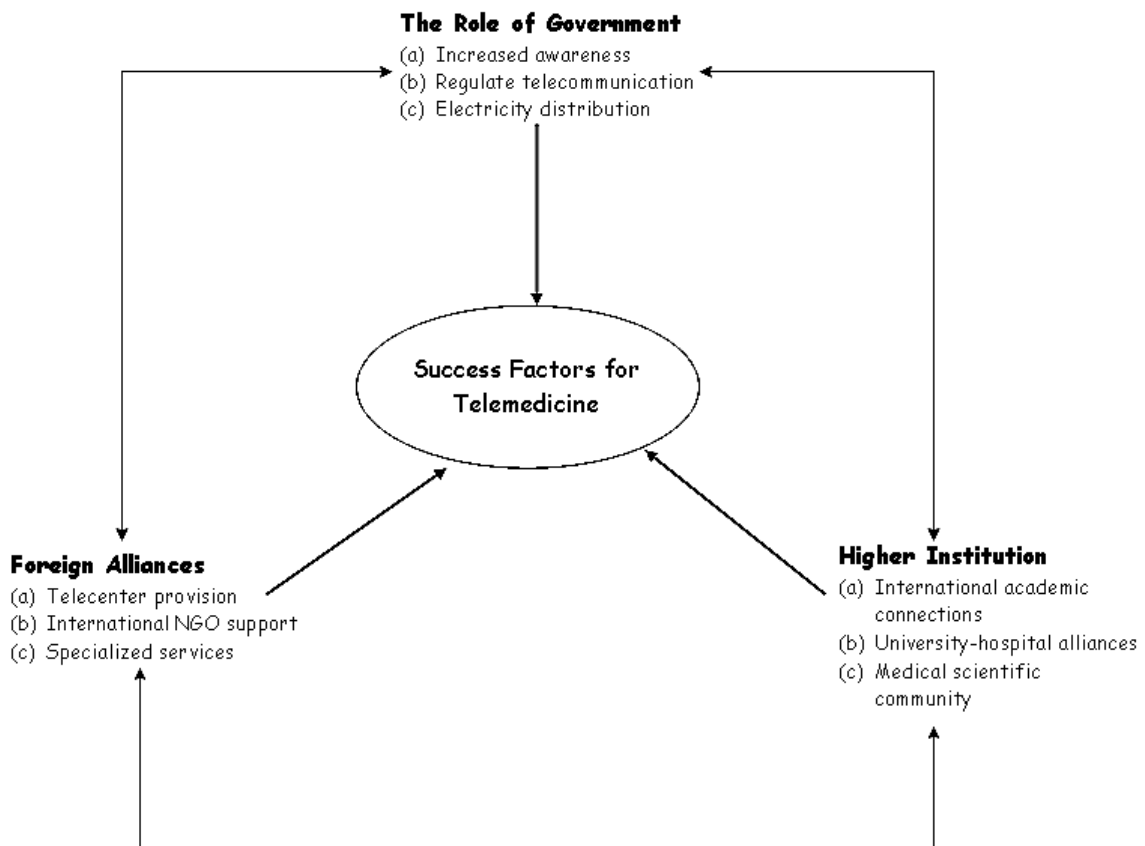 The Role of Government
(a) Increased awareness
(b) Regulate telecommunication
(c) Electricity distribution
Success Factors for
Telemedicine
Foreign Alliances
(a) Telecenter provision
(b) International NGO support
(c) Specialized services
Higher Institution
(a) International academic
connections
(b) University-hospital alliances
(c) Medical scientific
community